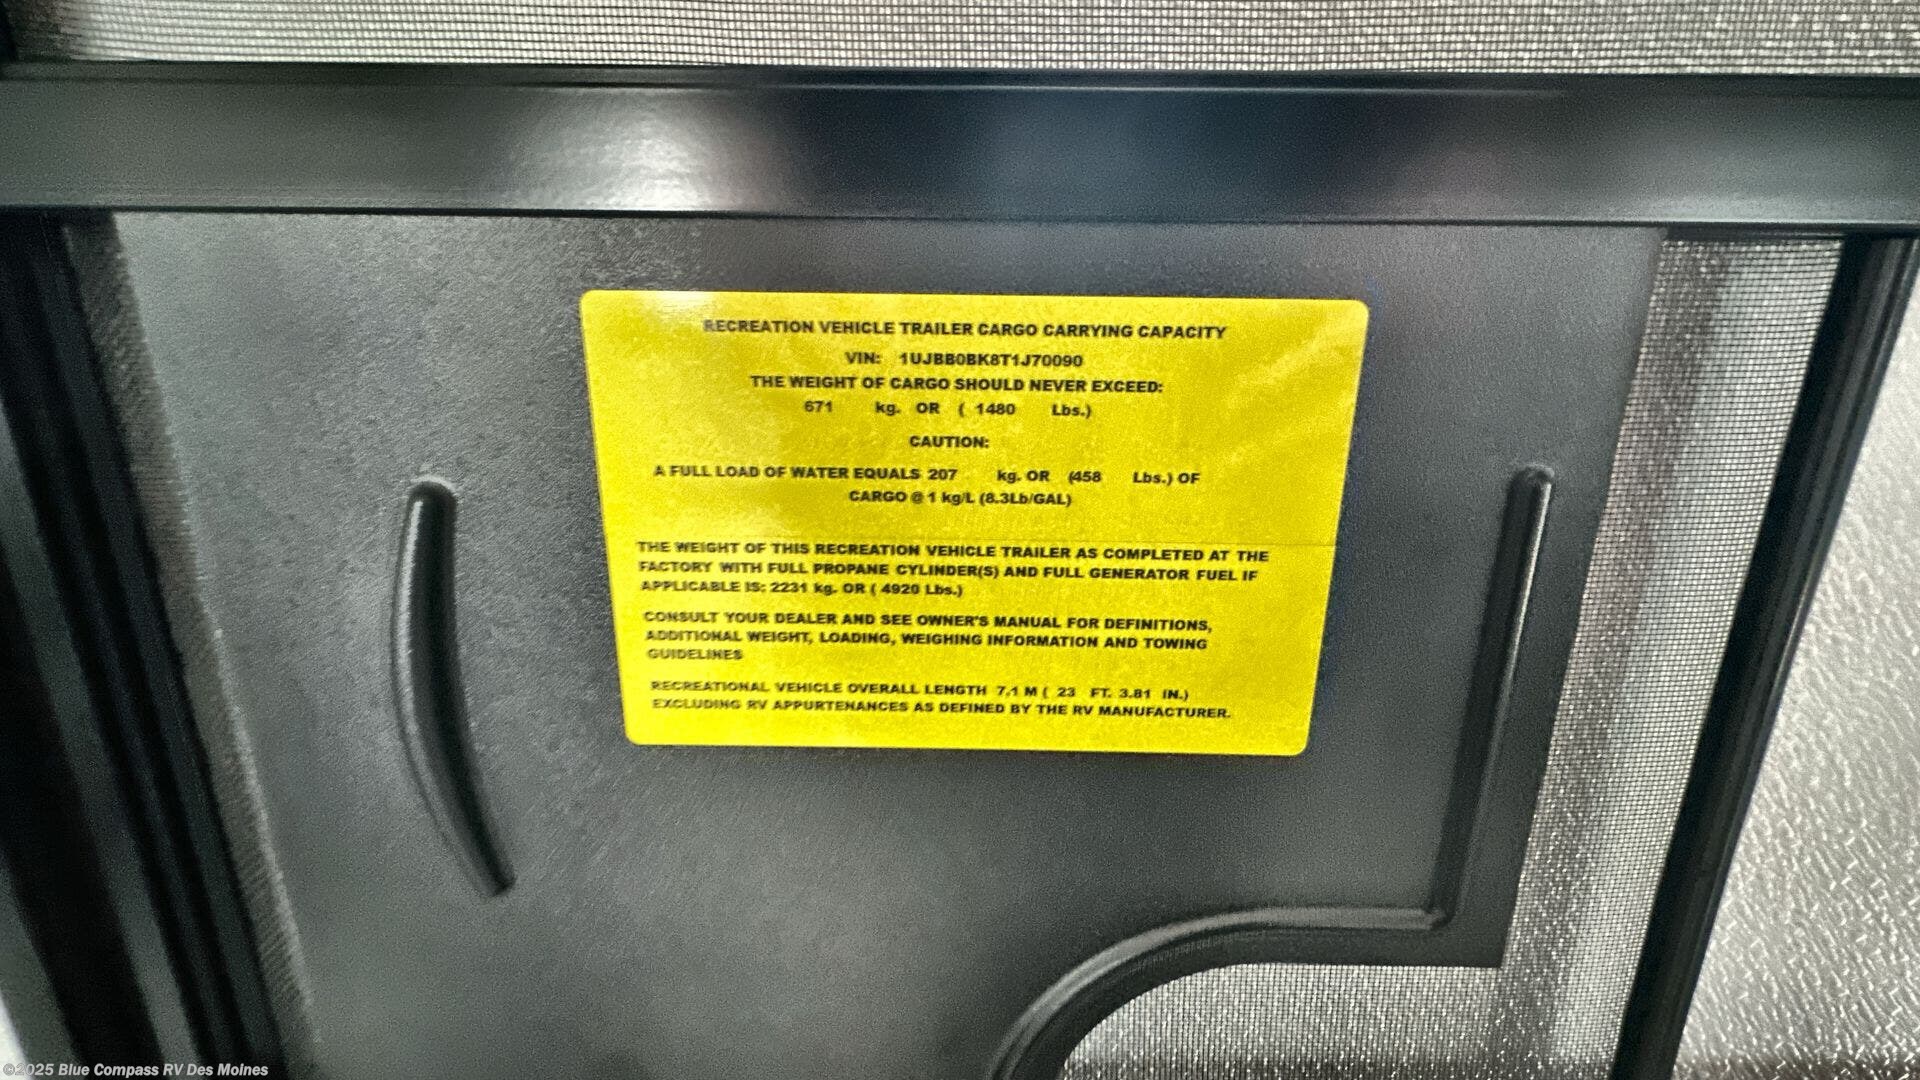 RECREATION VEHICLE TRAILER CARGO CARRYING CAPACITY
VIN: 1UJBB0BK8T1J70090
THE WEIGHT OF CARGO SHOULD NEVER EXCEED:
671 kg. OR ( 1480 Lbs.)
CAUTION:
A FULL LOAD OF WATER EQUALS 207 kg. OR (458 Lbs.) OF
CARGO @ 1 kg/L (8.3Lb/GAL)
THE WEIGHT OF THIS RECREATION VEHICLE TRAILER AS COMPLETED AT THE
FACTORY WITH FULL PROPANE CYLINDER(S) AND FULL GENERATOR FUEL IF
APPLICABLE IS: 2231 kg. OR ( 4920 Lbs.)
CONSULT YOUR DEALER AND SEE OWNER'S MANUAL FOR DEFINITIONS,
ADDITIONAL WEIGHT, LOADING, WEIGHING INFORMATION AND TOWING
GUIDELINES
RECREATIONAL VEHICLE OVERALL LENGTH 7.1 M ( 23 FT. 3.81 IN.)
EXCLUDING RV APPURTENANCES AS DEFINED BY THE RV MANUFACTURER.
©2025 Blue Compass RV Des Moines